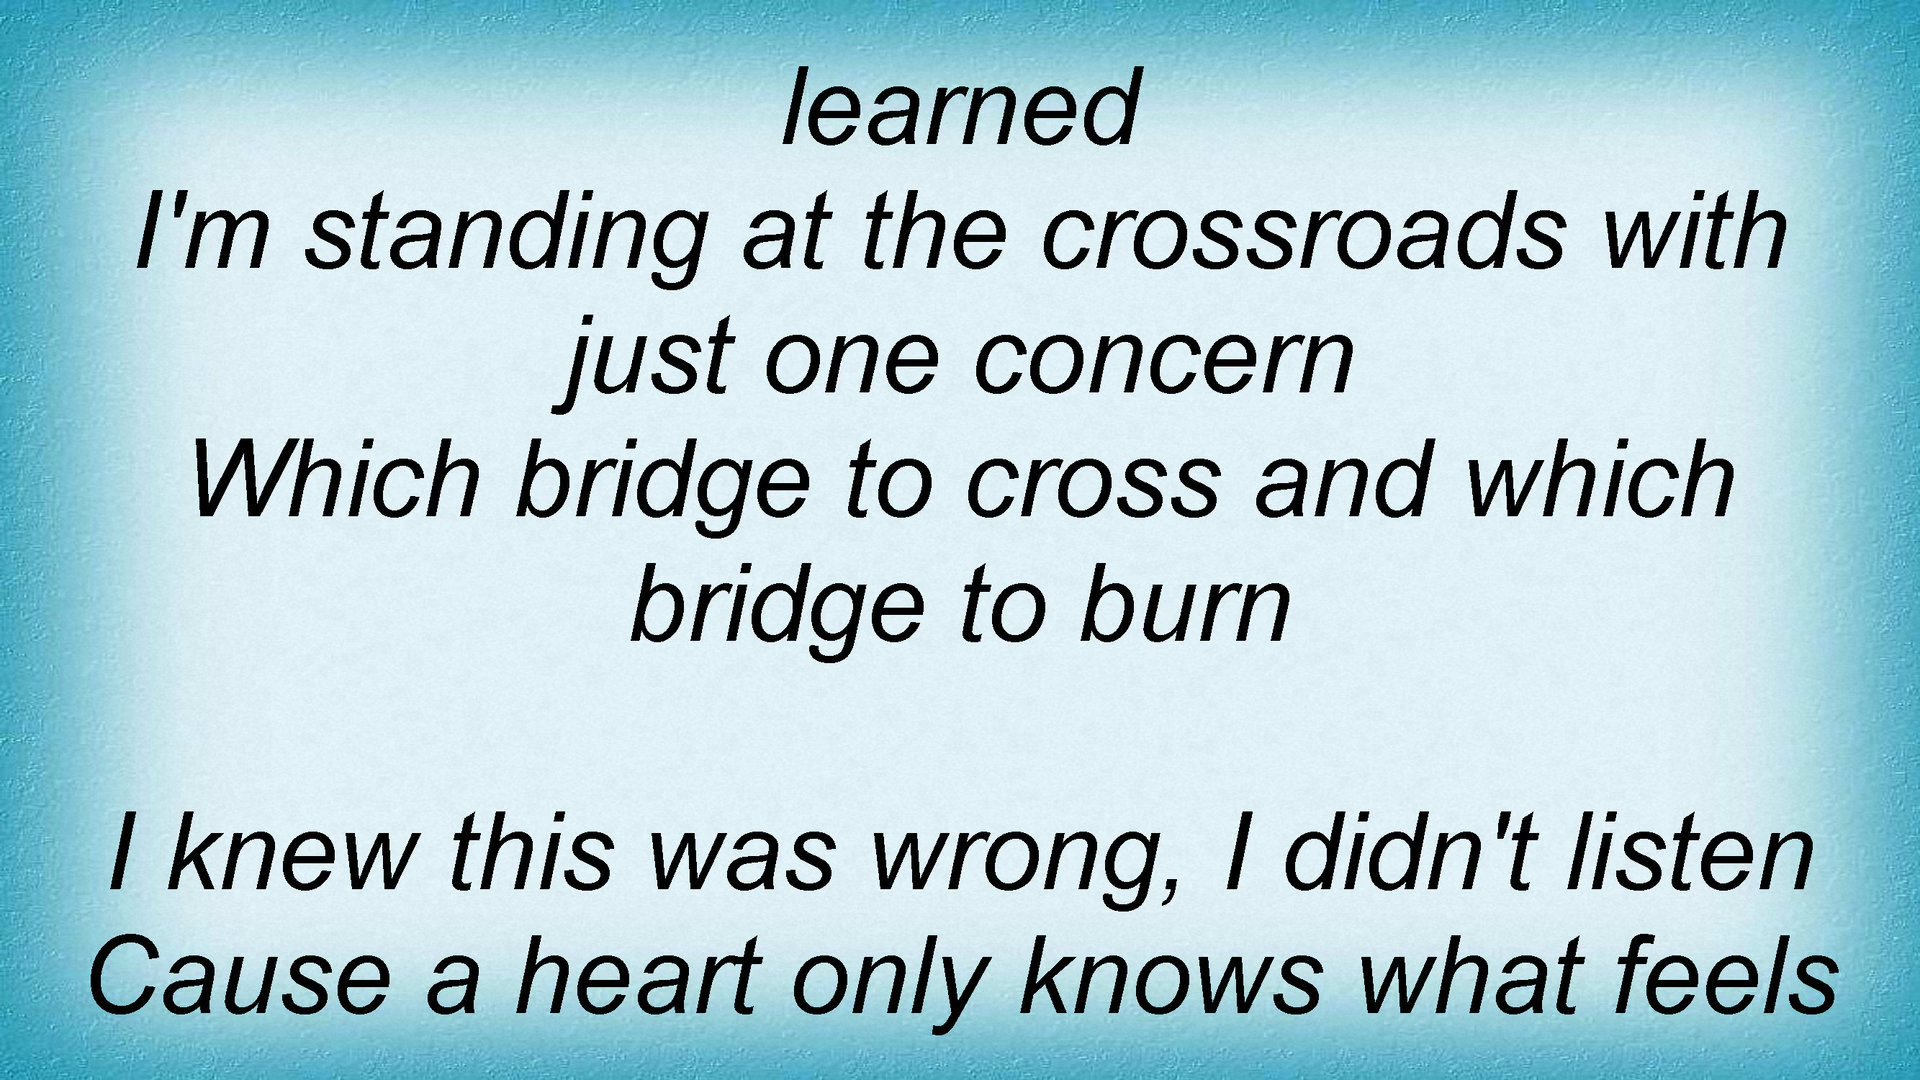 learned
I'm standing at the crossroads with
just one concern
Which bridge to cross and which
bridge to burn
I knew this was wrong, I didn't listen
Cause a heart only knows what feels